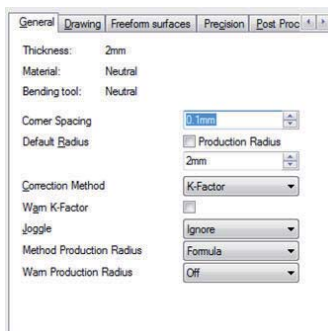 General Drawing Freeform surfaces Precision Post Proc
Thickness: 2mm
Material: Neutral
Bending tool: Neutral
Corner Spacing 0.1mm
Default Radius Production Radius
2mm
Correction Method K-Factor
Warn K-Factor
Joggle Ignore
Method Production Radius Formula
Warn Production Radius Off